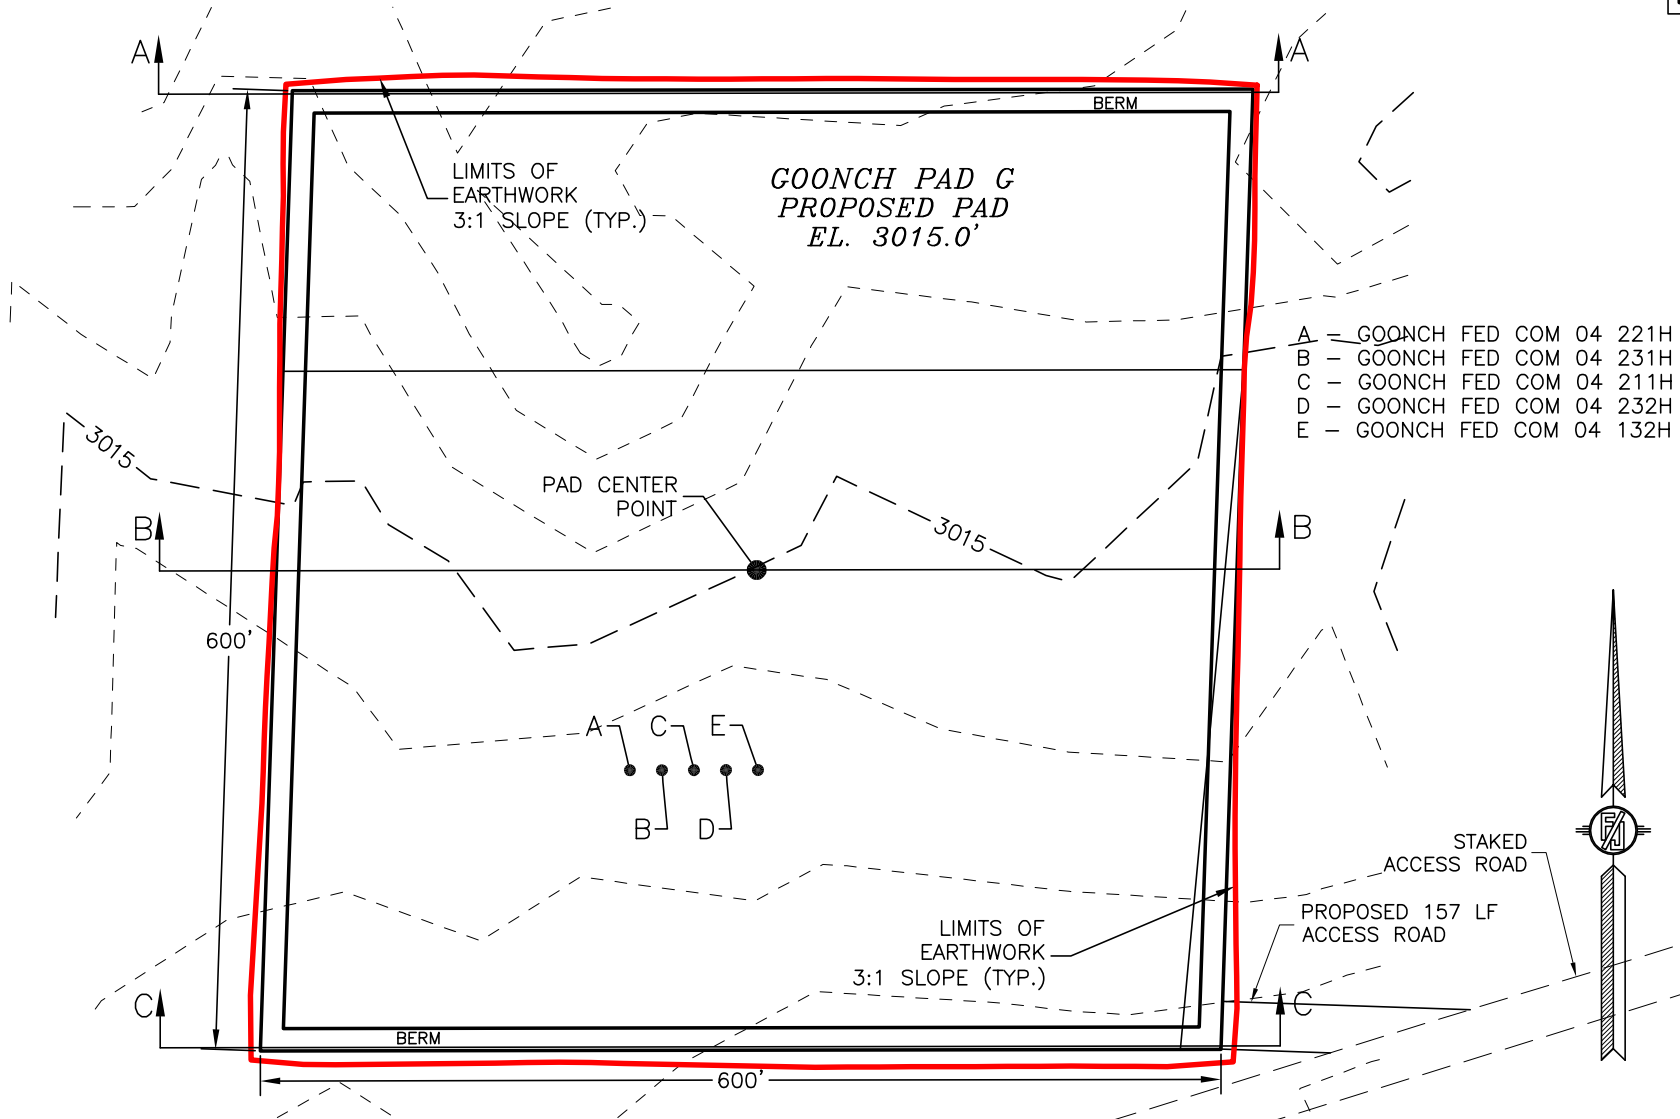 A
A
BERM
LIMITS OF
EARTHWORK
3:1 SLOPE (TYP.)
GOONCH PAD G
PROPOSED PAD
EL. 3015.0'
A – GOONCH FED COM 04 221H
B – GOONCH FED COM 04 231H
C – GOONCH FED COM 04 211H
D – GOONCH FED COM 04 232H
E – GOONCH FED COM 04 132H
3015
PAD CENTER
POINT
B
3015
B
600'
A
C
E
B
D
STAKED
ACCESS ROAD
PROPOSED 157 LF
ACCESS ROAD
LIMITS OF
EARTHWORK
3:1 SLOPE (TYP.)
C
C
BERM
600'